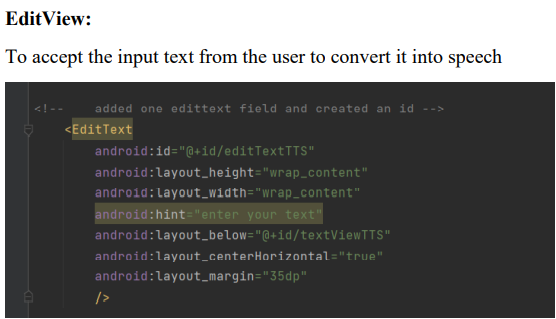 EditView:
To accept the input text from the user to convert it into speech
<!--    added one edittext field and created an id -->
<EditText
android:id="@+id/editTextTTS"
android:layout_height="wrap_content"
android:layout_width="wrap_content"
android:hint="enter your text"
android:layout_below="@+id/textViewTTS"
android:layout_centerHorizontal="true"
android:layout_margin="35dp"
/>